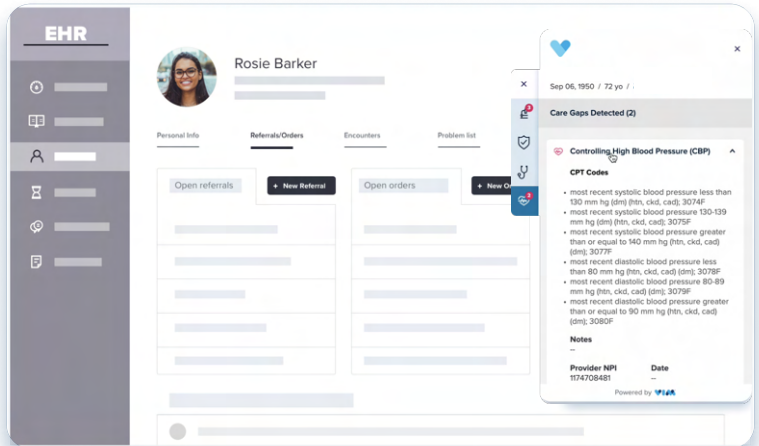 EHR
Rosie Barker
Personal Info
Referrals/Orders
Encounters
Problem list
Open referrals
+ New Referral
Open orders
+ New Or
3
2
Sep 06, 1950 / 72 yo /
Care Gaps Detected (2)
Controlling High Blood Pressure (CBP)
CPT Codes
• most recent systolic blood pressure less than
130 mm hg (dm) (htn, ckd, cad) 3074F
• most recent systolic blood pressure 130-139
mm hg (dm) (htn, ckd, cad); 3075F
• most recent systolic blood pressure greater
than or equal to 140 mm hg (htn, ckd, cad)
(dm); 3077F
• most recent diastolic blood pressure less
than 80 mm hg (htn, ckd, cad) (dm); 3078F
• most recent diastolic blood pressure 80-89
mm hg (htn, ckd, cad) (dm); 3079F
• most recent diastolic blood pressure greater
than or equal to 90 mm hg (htn, ckd, cad)
(dm); 3080F
Notes
--
Provider NPI
Date
1174708481
--
Powered by